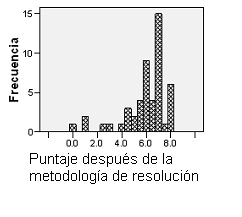 15
10
5
0
Frecuencia
0.0 2.0 4.0 6.0 8.0
Puntaje después de la
metodología de resolución